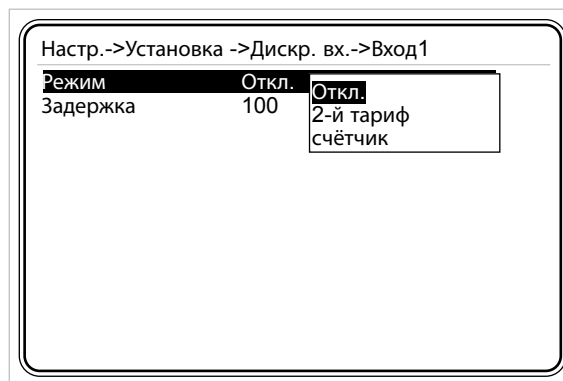 Настр.->Установка ->Дискр. вх.->Вход1
Режим Откл. Откл.
Задержка 100 2-й тариф
счётчик